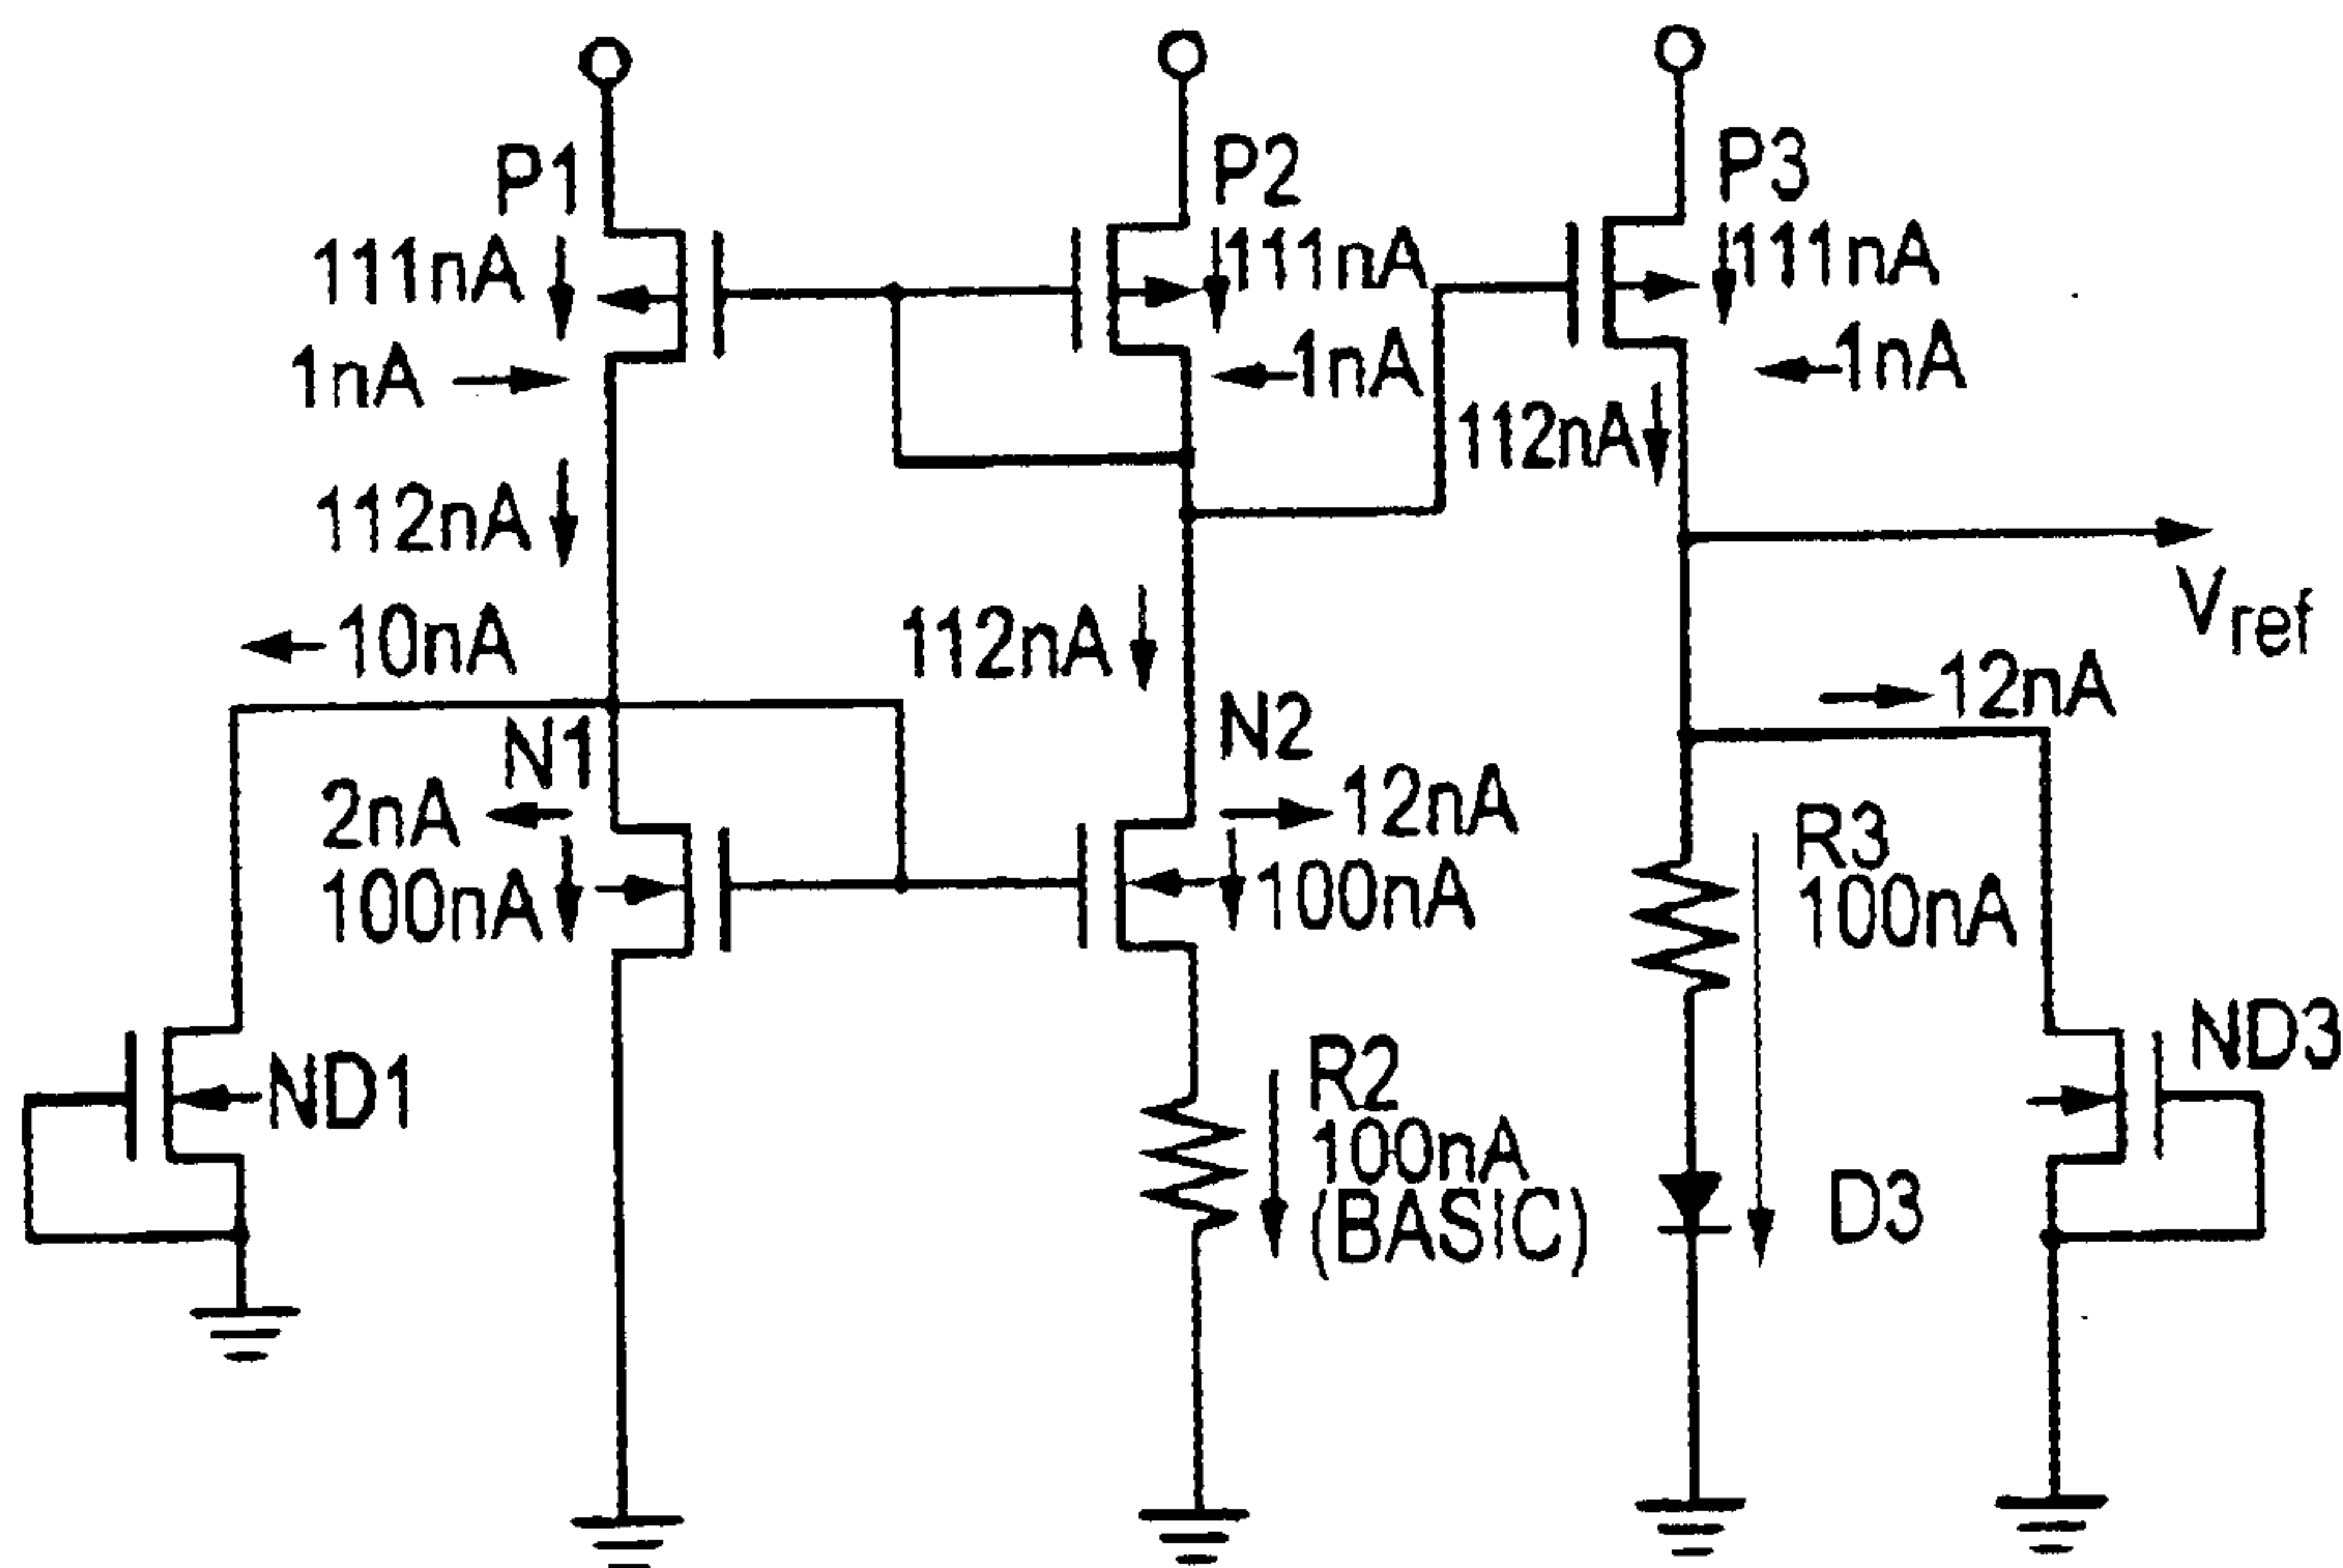 P1
P2
P3
111nA
111nA
111nA
1nA
1nA
1nA
112nA
112nA
10nA
112nA
Vref
12nA
N1
N2
2nA
12nA
100nA
100nA
R3
100nA
ND1
ND3
R2
100nA
(BASIC)
D3